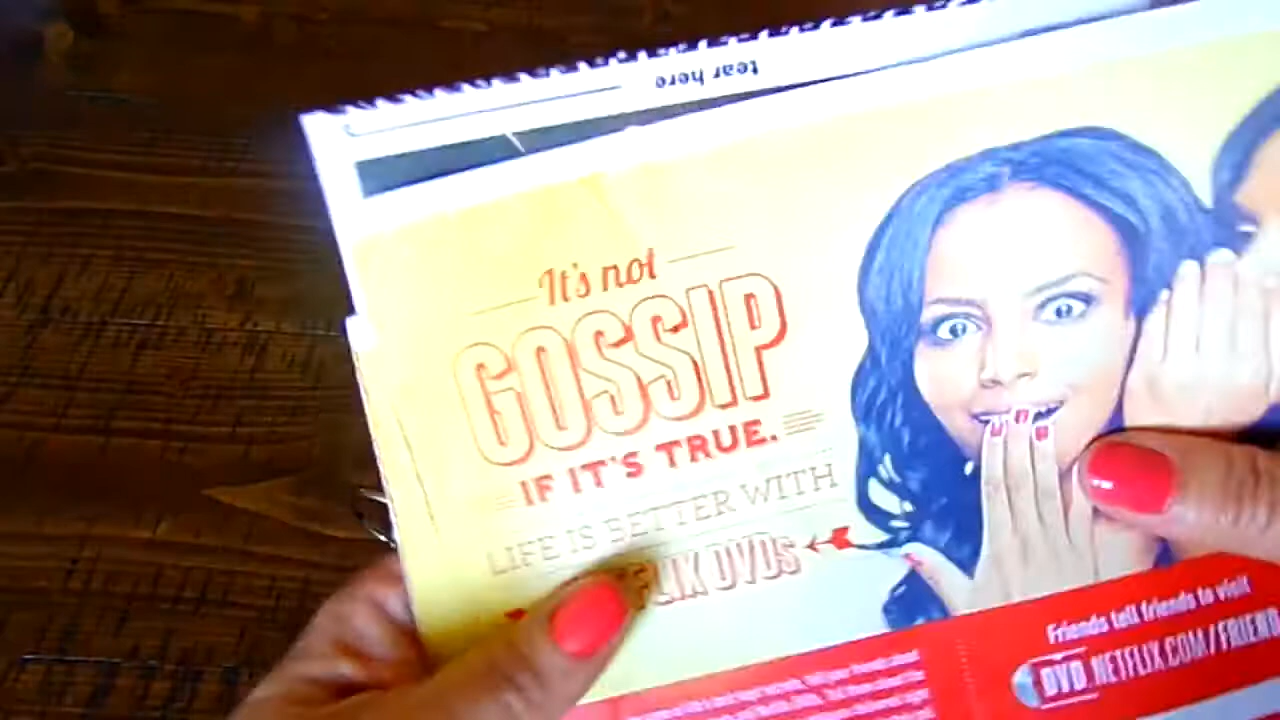 tear here
It's not
GOSSIP
IF IT'S TRUE.
LIFE IS BETTER WITH
LIX DVDs
Friends tell friends to visit
DVD.NETFLIX.COM/FRIEND